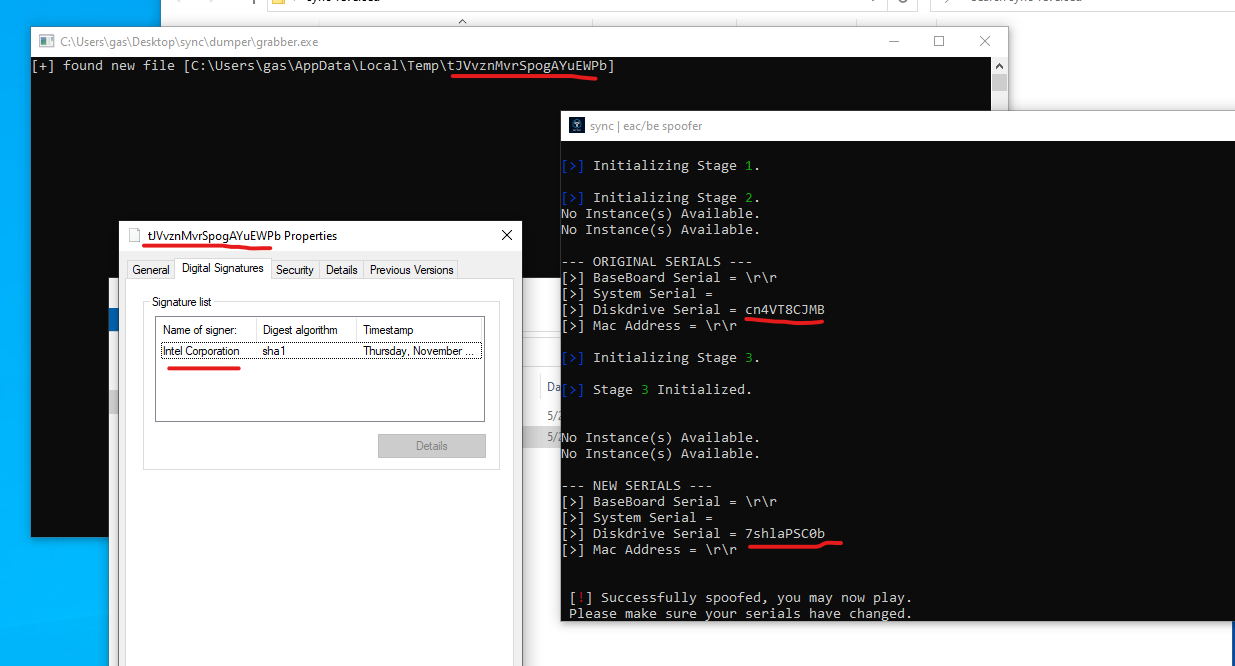 C:\Users\gas\Desktop\sync\dumper\grabber.exe
[+] found new file [C:\Users\gas\AppData\Local\Temp\tJVvznMvrSpogAYuEWPb]
sync | eac/be spoofer
[>] Initializing Stage 1.
[>] Initializing Stage 2.
No Instance(s) Available.
No Instance(s) Available.
--- ORIGINAL SERIALS ---
[>] BaseBoard Serial = \r\r
[>] System Serial =
[>] Diskdrive Serial = cn4VT8CJMB
[>] Mac Address = \r\r
[>] Initializing Stage 3.
[>] Stage 3 Initialized.
No Instance(s) Available.
No Instance(s) Available.
--- NEW SERIALS ---
[>] BaseBoard Serial = \r\r
[>] System Serial =
[>] Diskdrive Serial = 7shlaPSC0b
[>] Mac Address = \r\r
[!] Successfully spoofed, you may now play.
Please make sure your serials have changed.
tJVvznMvrSpogAYuEWPb Properties
General
Digital Signatures
Security
Details
Previous Versions
Signature list
Name of signer:
Digest algorithm
Timestamp
Intel Corporation
sha1
Thursday, November ...
Details
Da
5/2
5/2